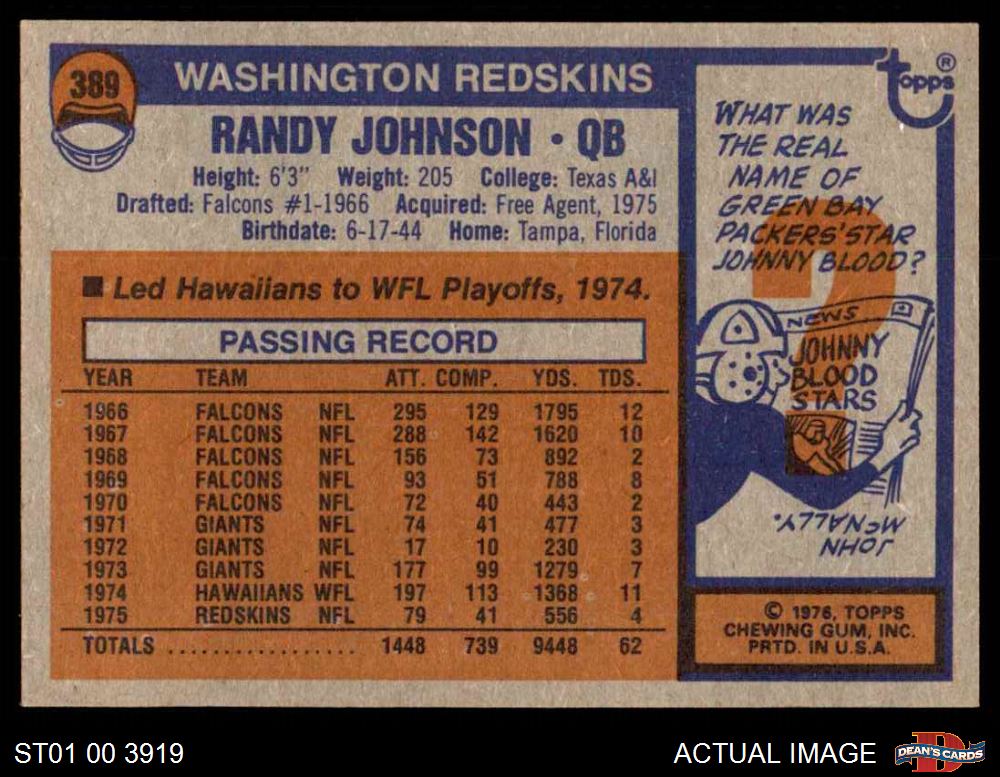 389
WASHINGTON REDSKINS
RANDY JOHNSON • QB
Height: 6'3" Weight: 205 College: Texas A&I
Drafted: Falcons #1-1966 Acquired: Free Agent, 1975
Birthdate: 6-17-44 Home: Tampa, Florida
■ Led Hawaiians to WFL Playoffs, 1974.
PASSING RECORD
YEAR TEAM ATT. COMP. YDS. TDS.
1966 FALCONS NFL 295 129 1795 12
1967 FALCONS NFL 288 142 1620 10
1968 FALCONS NFL 156 73 892 2
1969 FALCONS NFL 93 51 788 8
1970 FALCONS NFL 72 40 443 2
1971 GIANTS NFL 74 41 477 3
1972 GIANTS NFL 17 10 230 3
1973 GIANTS NFL 177 99 1279 7
1974 HAWAIIANS WFL 197 113 1368 11
1975 REDSKINS NFL 79 41 556 4
TOTALS ................. 1448 739 9448 62
topps ®
WHAT WAS
THE REAL
NAME OF
GREEN BAY
PACKERS' STAR
JOHNNY BLOOD?
?
NEWS
JOHNNY
BLOOD
STARS
JOHN
McNALLY.
© 1976, TOPPS
CHEWING GUM, INC.
PRTD. IN U.S.A.
ST01 00 3919
ACTUAL IMAGE
D
DEAN'S CARDS